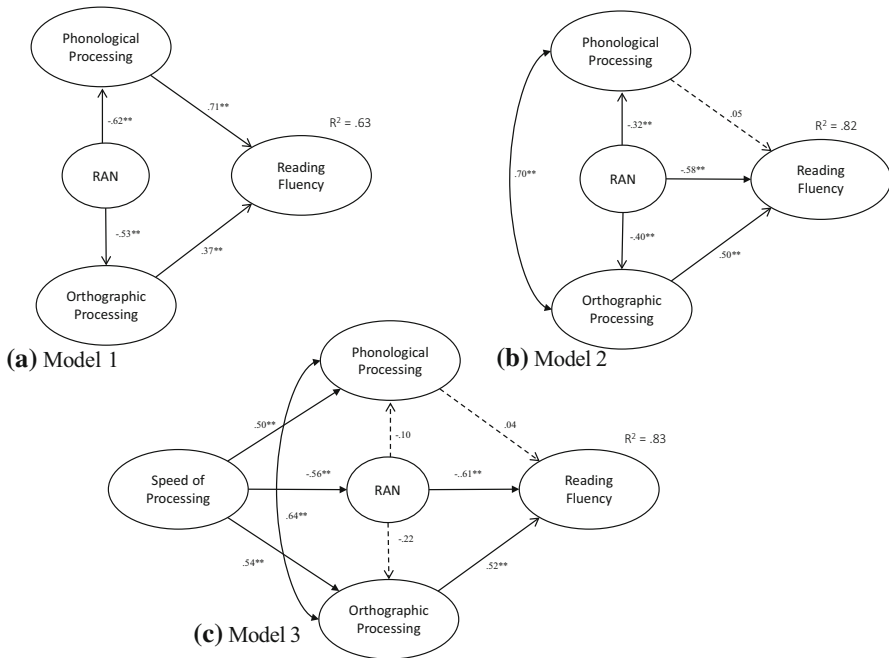 Phonological
Processing
.71**
R² = .63
-.62**
RAN
Reading
Fluency
-.53**
.37**
Orthographic
Processing
(a) Model 1
Phonological
Processing
.05
R² = .82
-.32**
.70**
RAN
-.58**
Reading
Fluency
-.40**
.50**
Orthographic
Processing
(b) Model 2
Phonological
Processing
.50**
.04
R² = .83
-.10
Speed of
Processing
-.56**
RAN
-.61**
Reading
Fluency
.64**
-.22
.54**
.52**
Orthographic
Processing
(c) Model 3